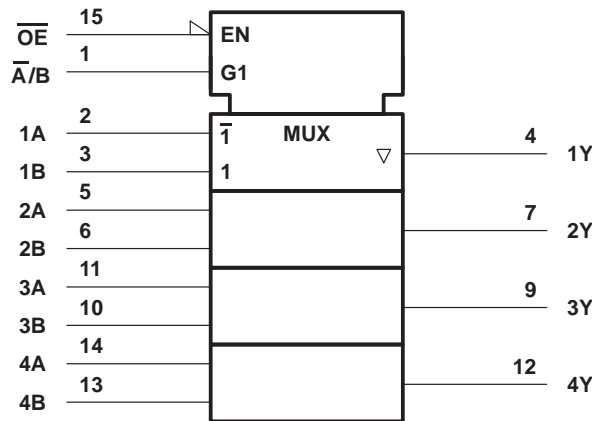 15
O̅E̅ EN
1
A̅/B G1
2
1A 1̅ MUX 4
▽ 1Y
3
1B 1
5
2A 7
2Y
6
2B
11
3A 9
3Y
10
3B
14
4A 12
4Y
13
4B